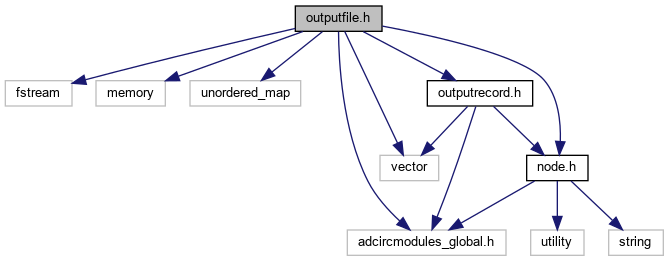 outputfile.h
fstream
memory
unordered_map
outputrecord.h
vector
node.h
adcircmodules_global.h
utility
string